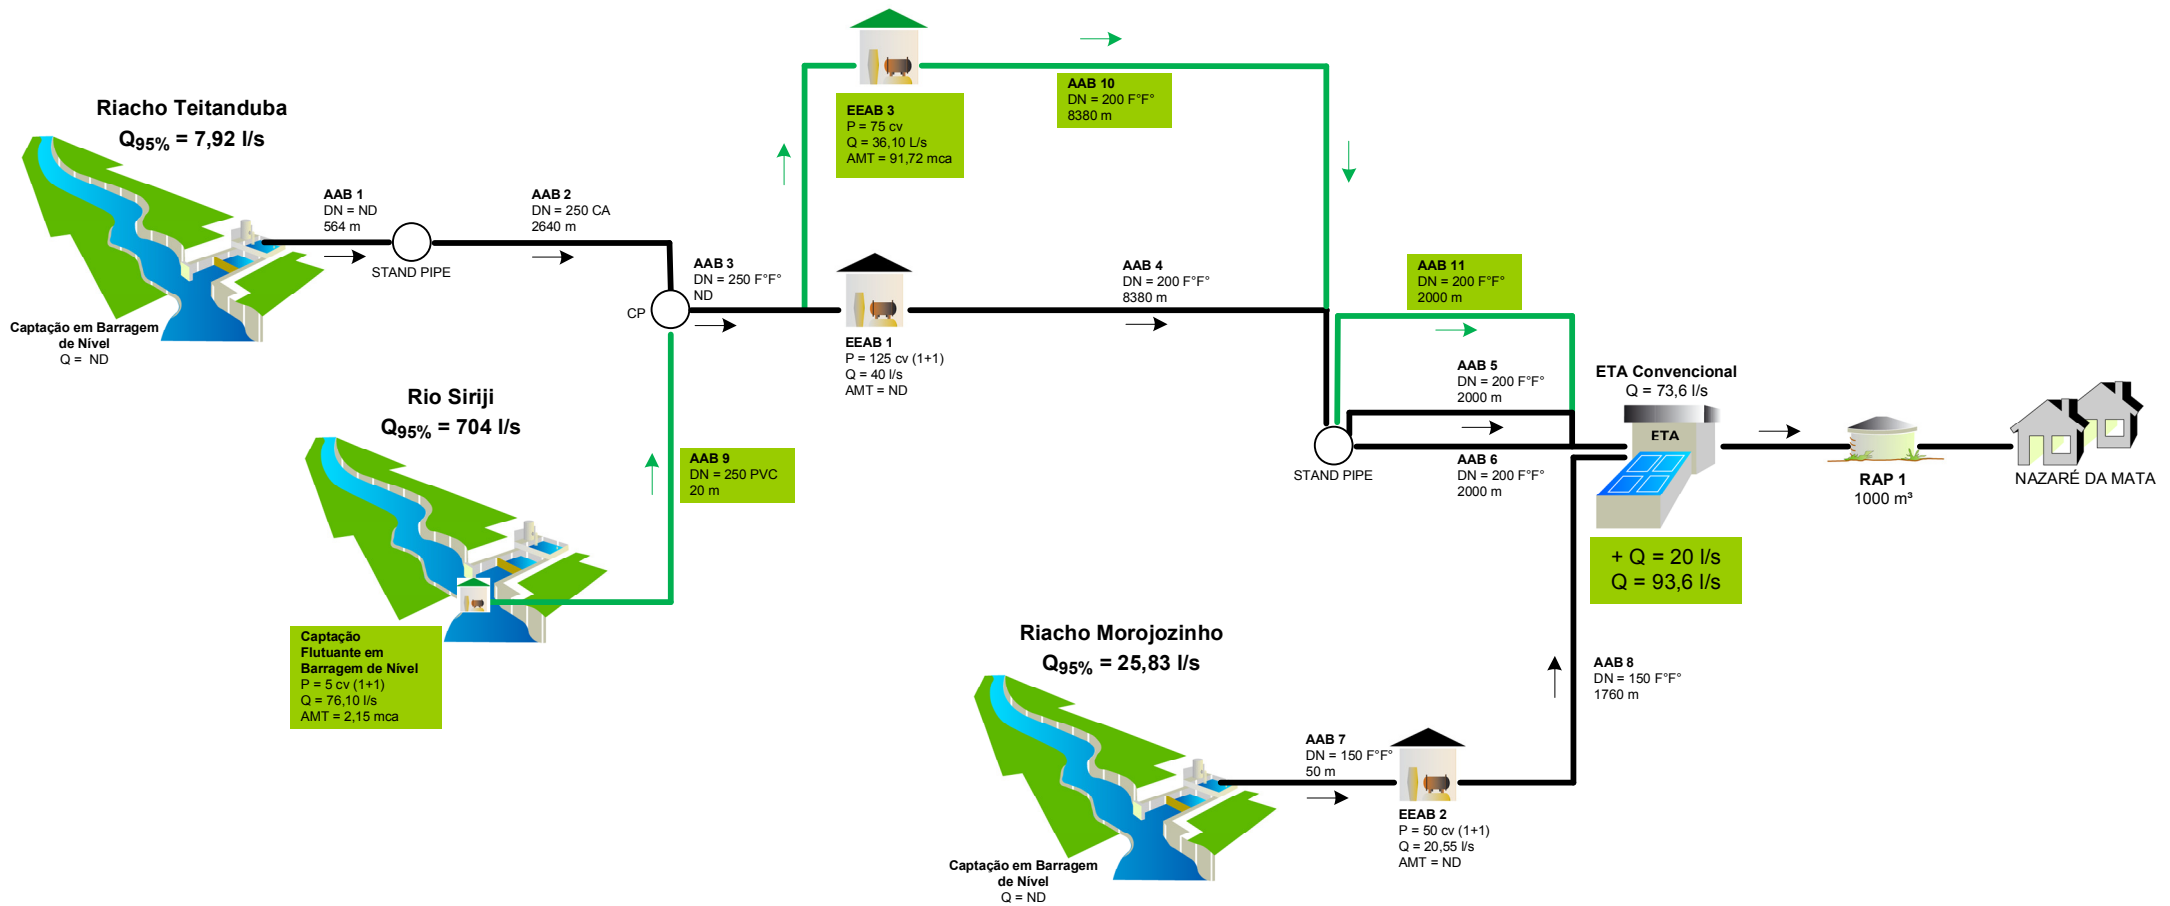 Riacho Teitanduba
Q95% = 7,92 l/s
AAB 1
DN = ND
564 m
STAND PIPE
AAB 2
DN = 250 CA
2640 m
Captação em Barragem
de Nível
Q = ND
CP
AAB 3
DN = 250 F°F°
ND
EEAB 3
P = 75 cv
Q = 36,10 L/s
AMT = 91,72 mca
AAB 10
DN = 200 F°F°
8380 m
EEAB 1
P = 125 cv (1+1)
Q = 40 l/s
AMT = ND
AAB 4
DN = 200 F°F°
8380 m
AAB 11
DN = 200 F°F°
2000 m
AAB 5
DN = 200 F°F°
2000 m
STAND PIPE
AAB 6
DN = 200 F°F°
2000 m
ETA Convencional
Q = 73,6 l/s
ETA
+ Q = 20 l/s
Q = 93,6 l/s
RAP 1
1000 m³
NAZARÉ DA MATA
Rio Siriji
Q95% = 704 l/s
AAB 9
DN = 250 PVC
20 m
Captação
Flutuante em
Barragem de Nível
P = 5 cv (1+1)
Q = 76,10 l/s
AMT = 2,15 mca
Riacho Morojozinho
Q95% = 25,83 l/s
AAB 7
DN = 150 F°F°
50 m
EEAB 2
P = 50 cv (1+1)
Q = 20,55 l/s
AMT = ND
AAB 8
DN = 150 F°F°
1760 m
Captação em Barragem
de Nível
Q = ND